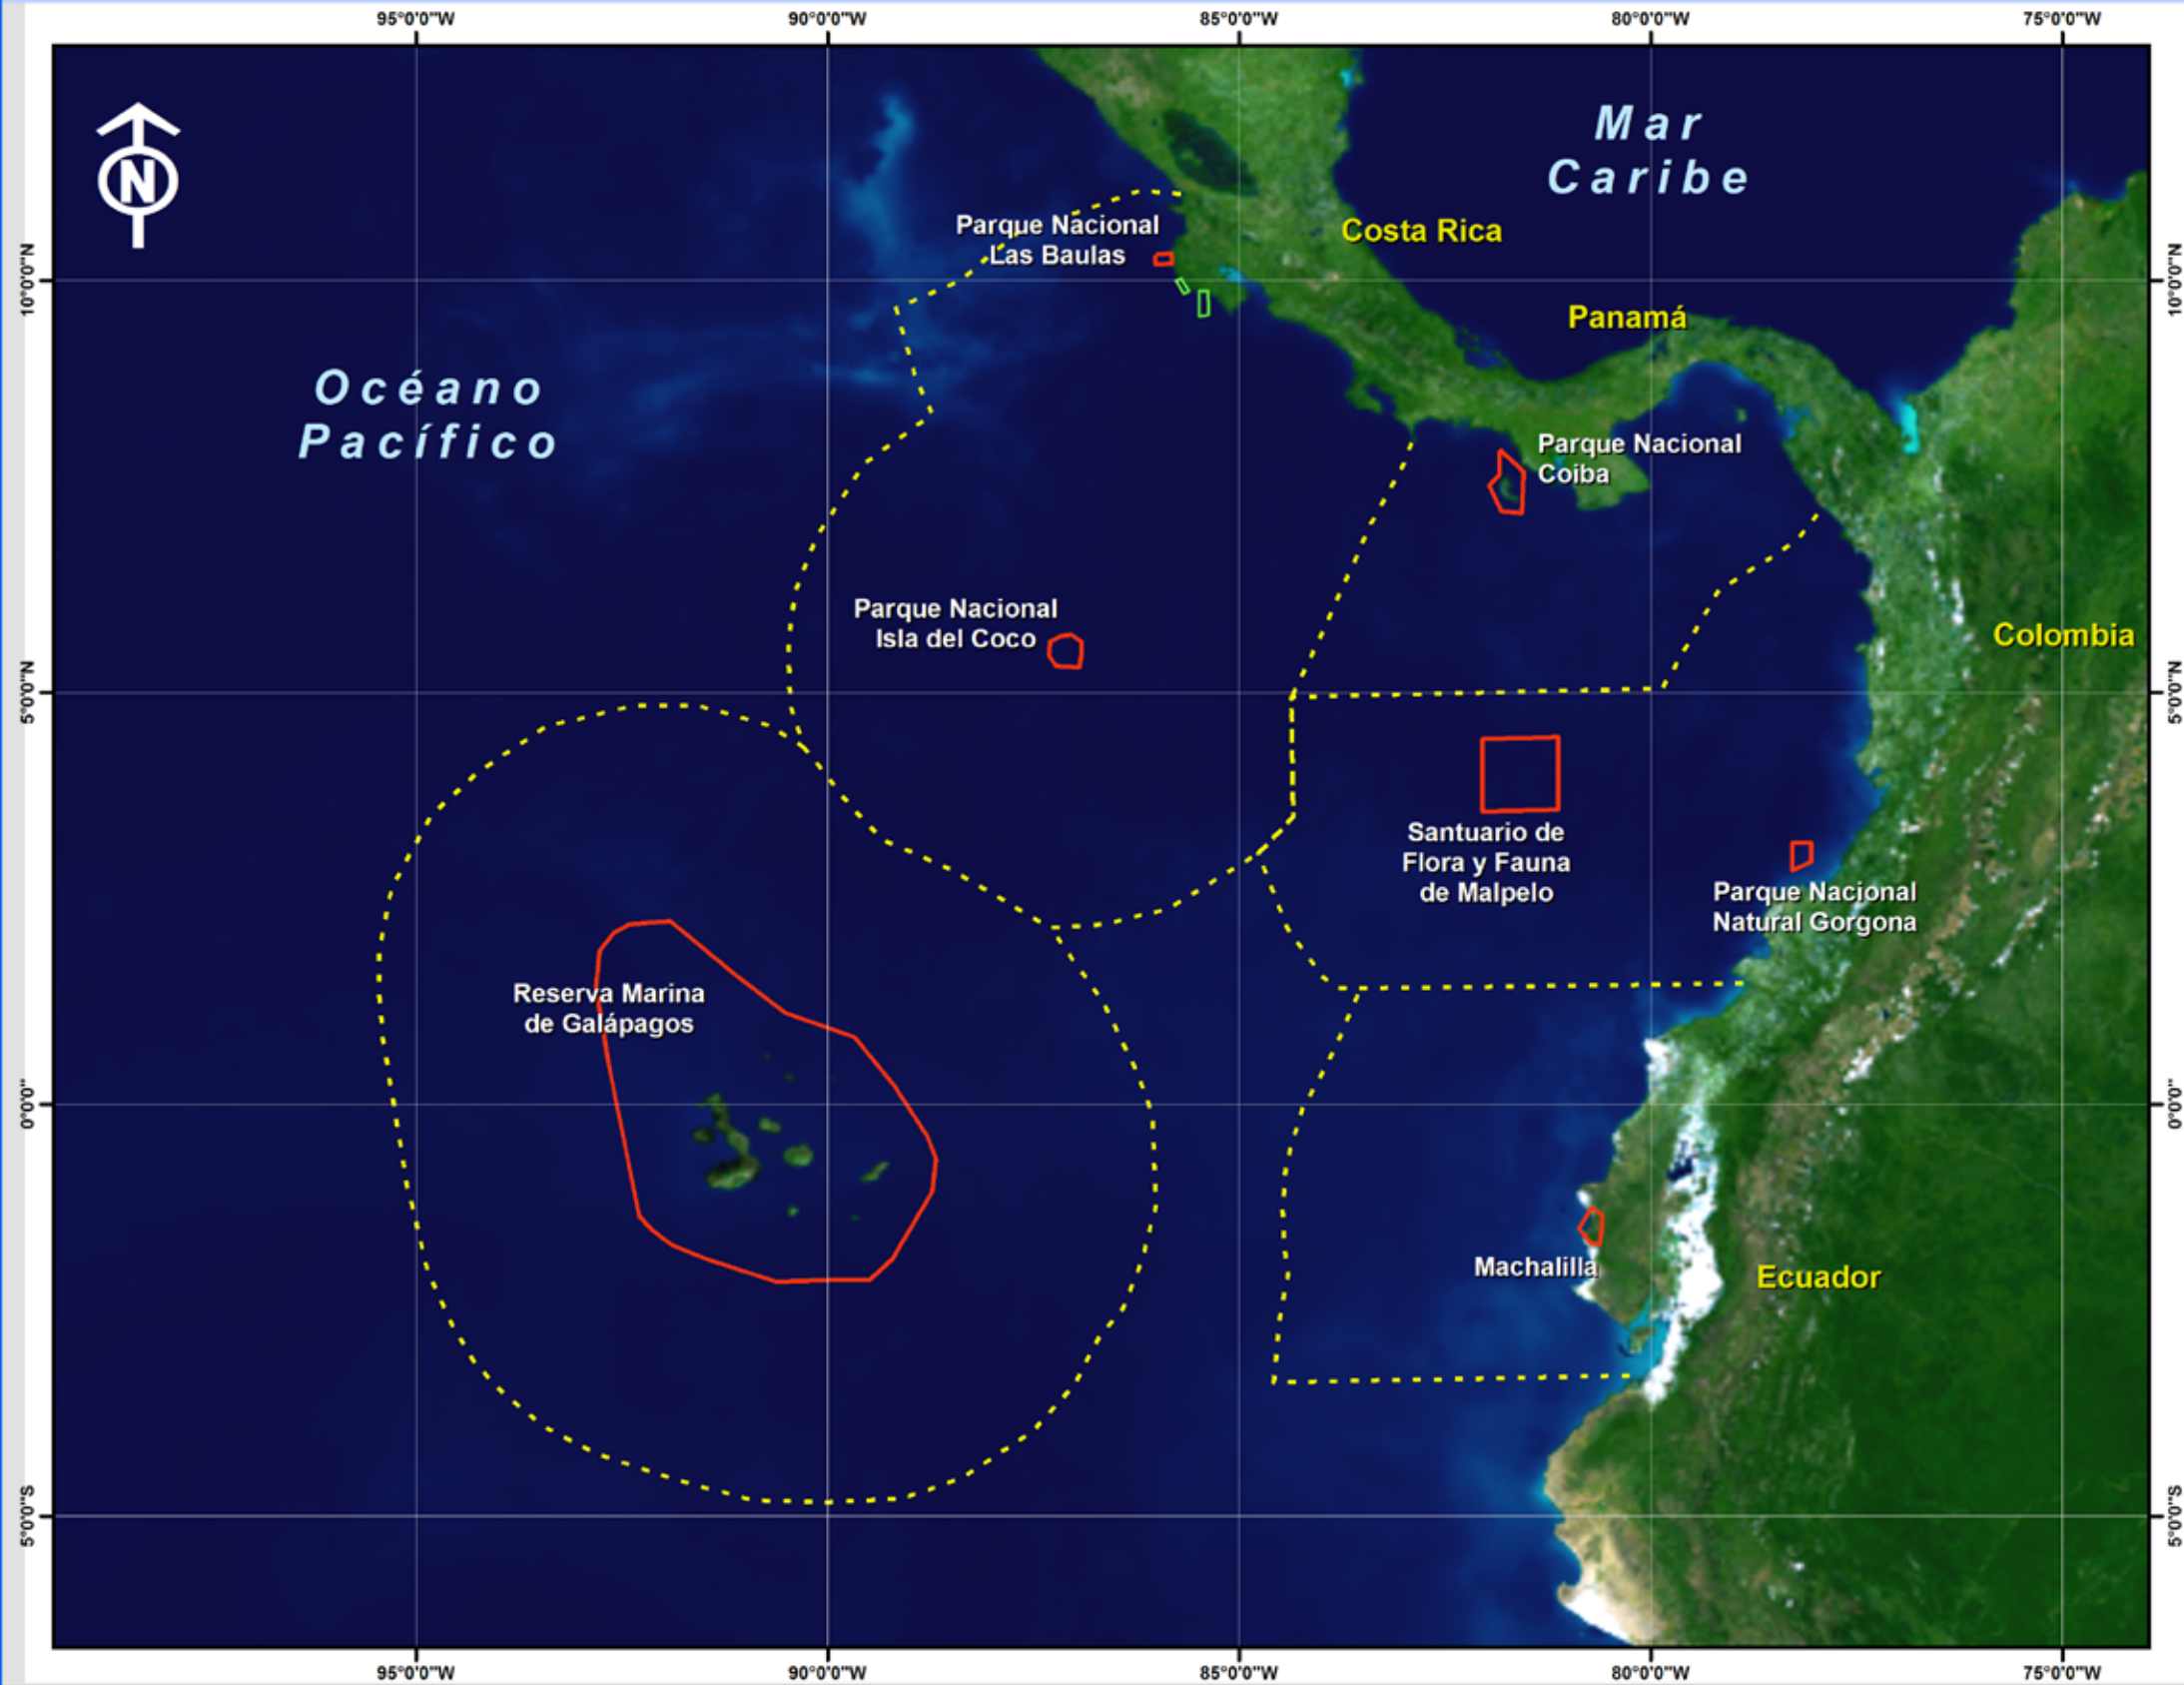 95°0'0"W 90°0'0"W 85°0'0"W 80°0'0"W 75°0'0"W
N
Mar
Caribe
Parque Nacional
Las Baulas
Costa Rica
10°0'0"N
10°0'0"N
Panamá
Océano
Pacífico
Parque Nacional
Coiba
Parque Nacional
Isla del Coco
Colombia
5°0'0"N
5°0'0"N
Santuario de
Flora y Fauna
de Malpelo
Parque Nacional
Natural Gorgona
Reserva Marina
de Galápagos
0°0'0"
0°0'0"
Machalilla
Ecuador
5°0'0"S
5°0'0"S
95°0'0"W 90°0'0"W 85°0'0"W 80°0'0"W 75°0'0"W